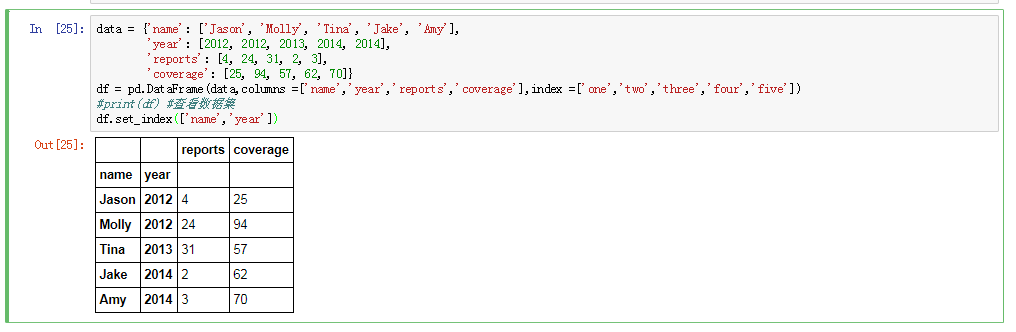 In [25]: data = {'name': ['Jason', 'Molly', 'Tina', 'Jake', 'Amy'],
'year': [2012, 2012, 2013, 2014, 2014],
'reports': [4, 24, 31, 2, 3],
'coverage': [25, 94, 57, 62, 70]}
df = pd.DataFrame(data,columns =['name','year','reports','coverage'],index =['one','two','three','four','five'])
#print(df) #查看数据集
df.set_index(['name','year'])
Out[25]:
reports coverage
name year
Jason 2012 4 25
Molly 2012 24 94
Tina 2013 31 57
Jake 2014 2 62
Amy 2014 3 70